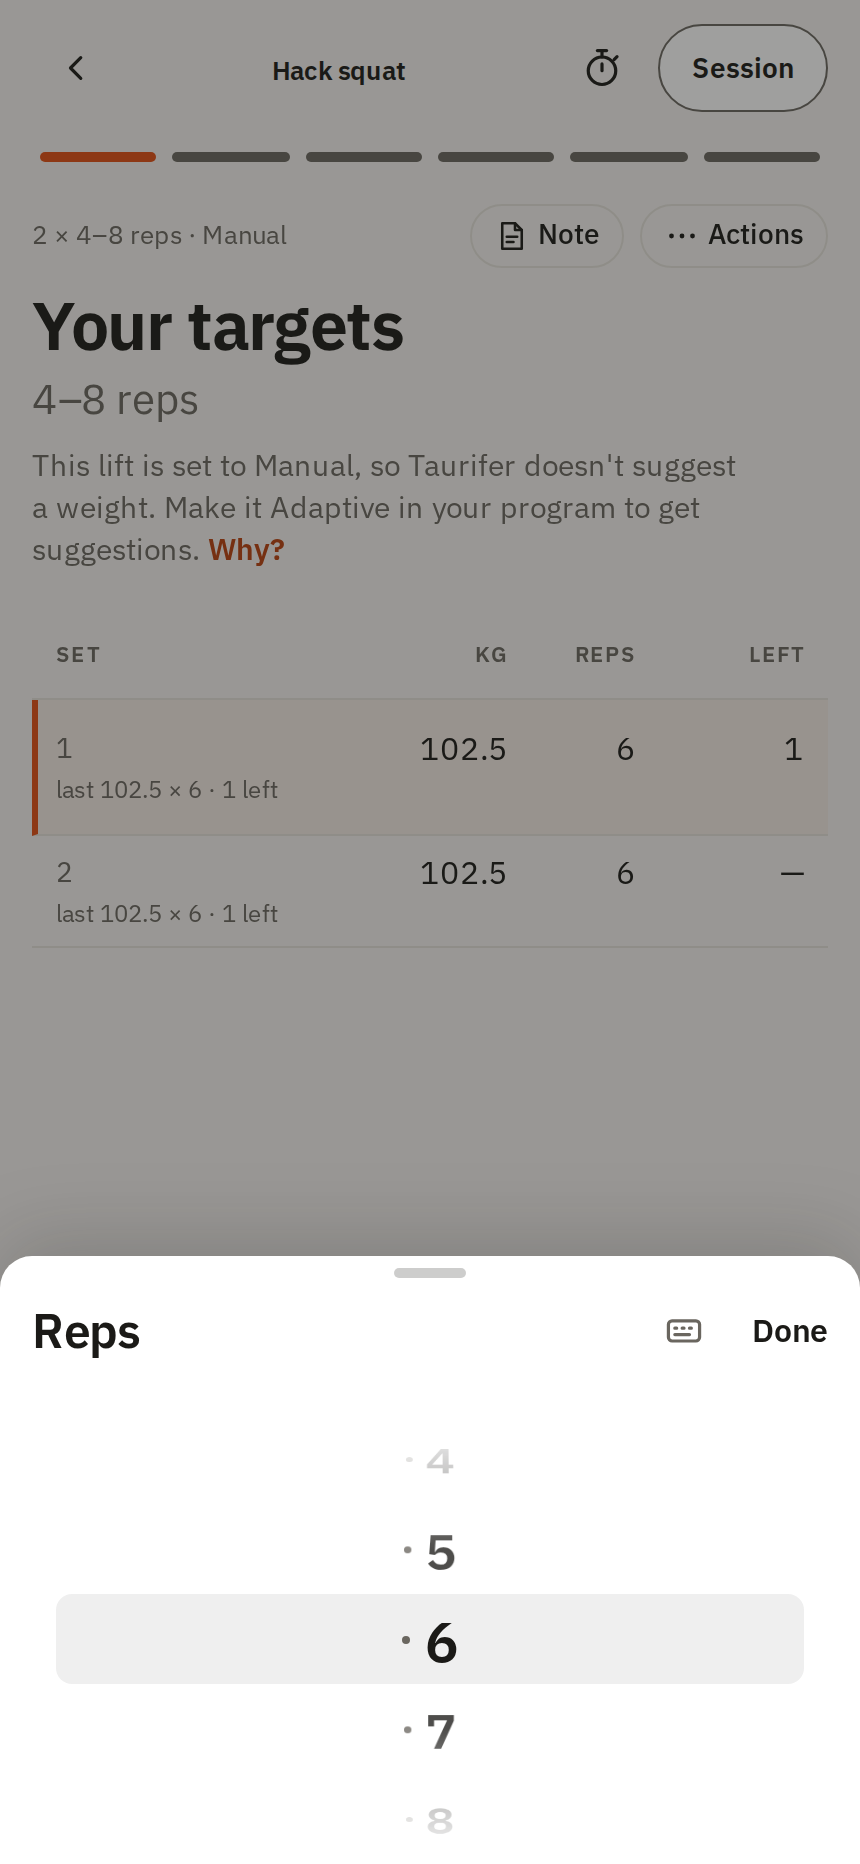 Hack squat
Session
2 × 4–8 reps · Manual
Note
··· Actions
Your targets
4–8 reps
This lift is set to Manual, so Taurifer doesn't suggest
a weight. Make it Adaptive in your program to get
suggestions. Why?
SET KG REPS LEFT
1 102.5 6 1
last 102.5 × 6 · 1 left
2 102.5 6 —
last 102.5 × 6 · 1 left
Reps
Done
· 4
· 5
· 6
· 7
· 8